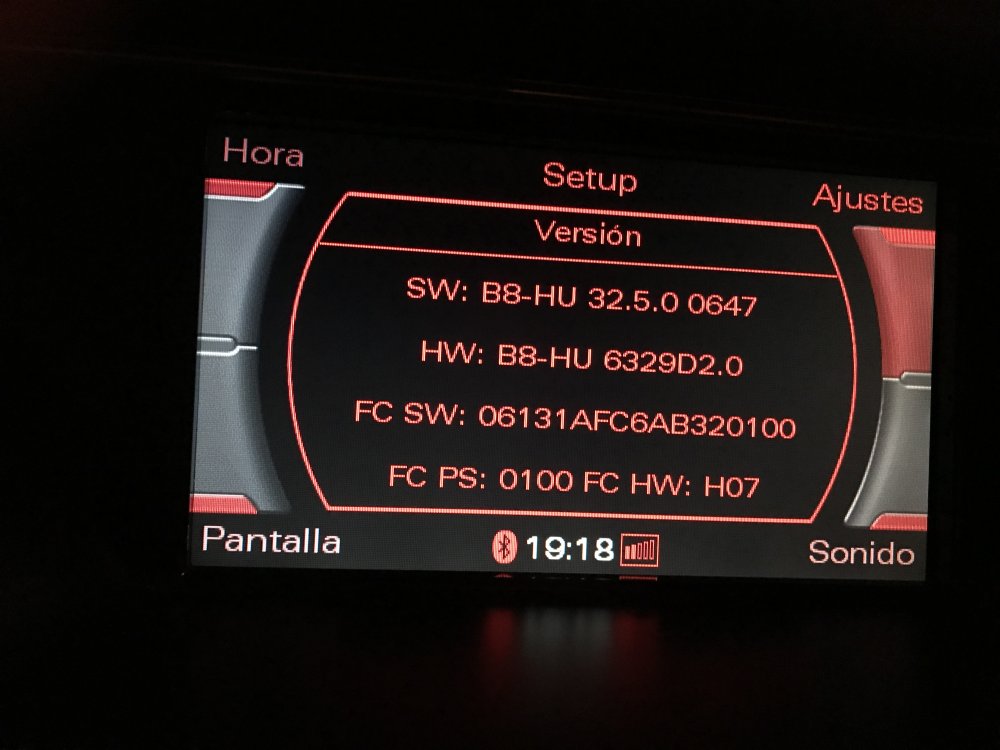 Hora
Setup
Ajustes
Versión
SW: B8-HU 32.5.0 0647
HW: B8-HU 6329D2.0
FC SW: 06131AFC6AB320100
FC PS: 0100 FC HW: H07
Pantalla
19:18
Sonido